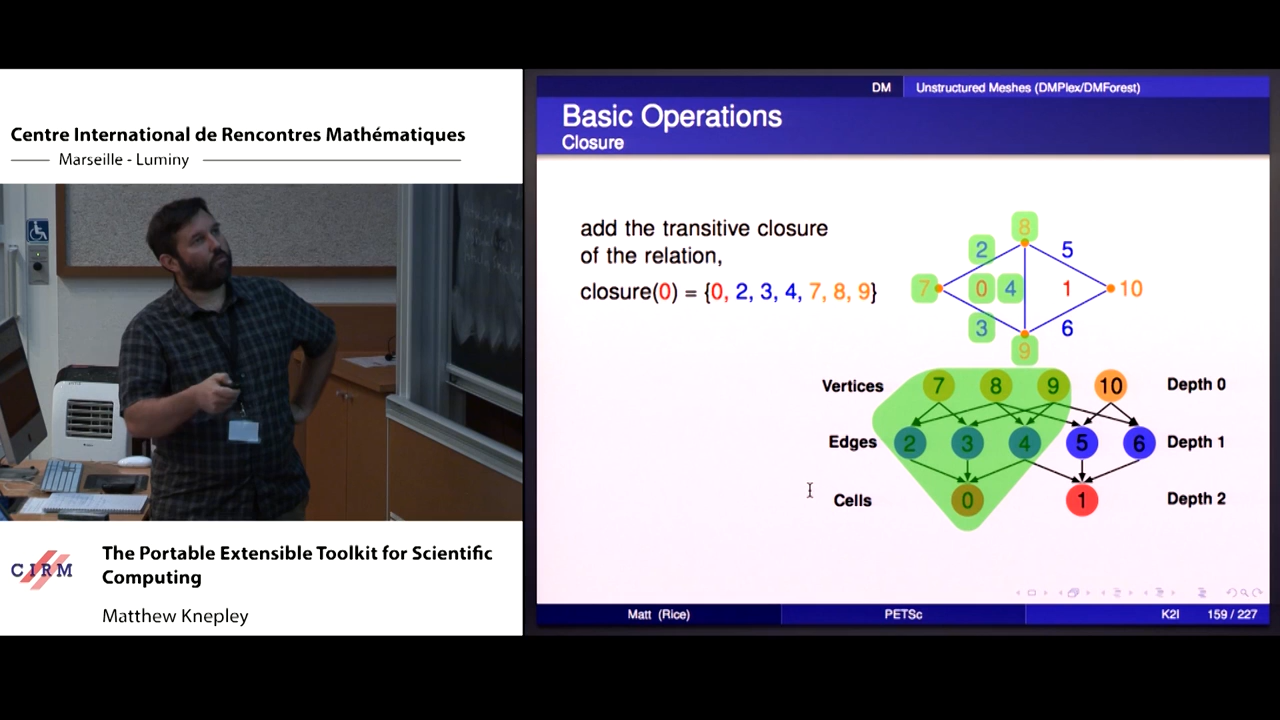 Centre International de Rencontres Mathématiques
Marseille - Luminy
CIRM
The Portable Extensible Toolkit for Scientific
Computing
Matthew Knepley
DM Unstructured Meshes (DMPlex/DMForest)
Basic Operations
Closure
add the transitive closure
of the relation,
closure(0) = {0, 2, 3, 4, 7, 8, 9}
8
2 5
7 0 4 1 10
3 6
9
Vertices 7 8 9 10 Depth 0
Edges 2 3 4 5 6 Depth 1
Cells 0 1 Depth 2
Matt (Rice) PETSc K2I 159 / 227